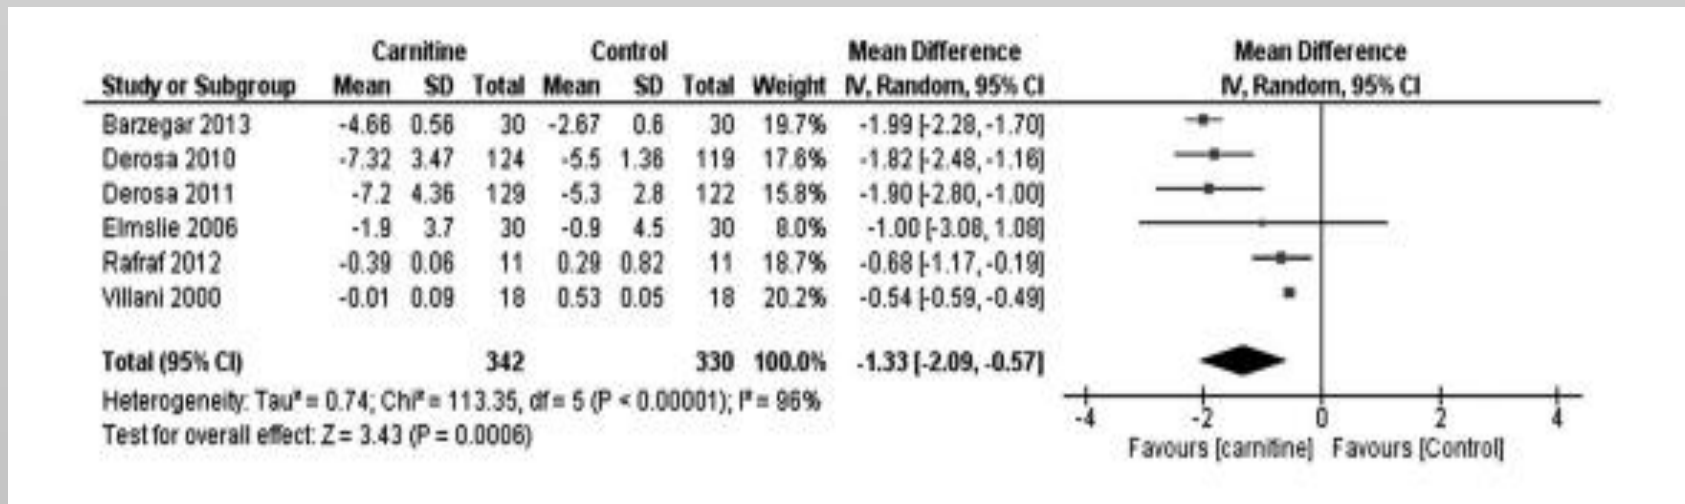 Carnitine Control Mean Difference Mean Difference
Study or Subgroup Mean SD Total Mean SD Total Weight IV, Random, 95% CI IV, Random, 95% CI
Barzegar 2013 -4.66 0.56 30 -2.67 0.6 30 19.7% -1.99 [-2.28, -1.70]
Derosa 2010 -7.32 3.47 124 -5.5 1.36 119 17.6% -1.82 [-2.48, -1.16]
Derosa 2011 -7.2 4.36 129 -5.3 2.8 122 15.8% -1.90 [-2.80, -1.00]
Elmslie 2006 -1.9 3.7 30 -0.9 4.5 30 8.0% -1.00 [-3.08, 1.08]
Rafraf 2012 -0.39 0.06 11 0.29 0.82 11 18.7% -0.68 [-1.17, -0.19]
Villani 2000 -0.01 0.09 18 0.53 0.05 18 20.2% -0.54 [-0.59, -0.49]
Total (95% CI) 342 330 100.0% -1.33 [-2.09, -0.57]
Heterogeneity: Tau² = 0.74; Chi² = 113.35, df = 5 (P < 0.00001); I² = 96%
Test for overall effect: Z = 3.43 (P = 0.0006)
-4 -2 0 2 4
Favours [carnitine] Favours [Control]